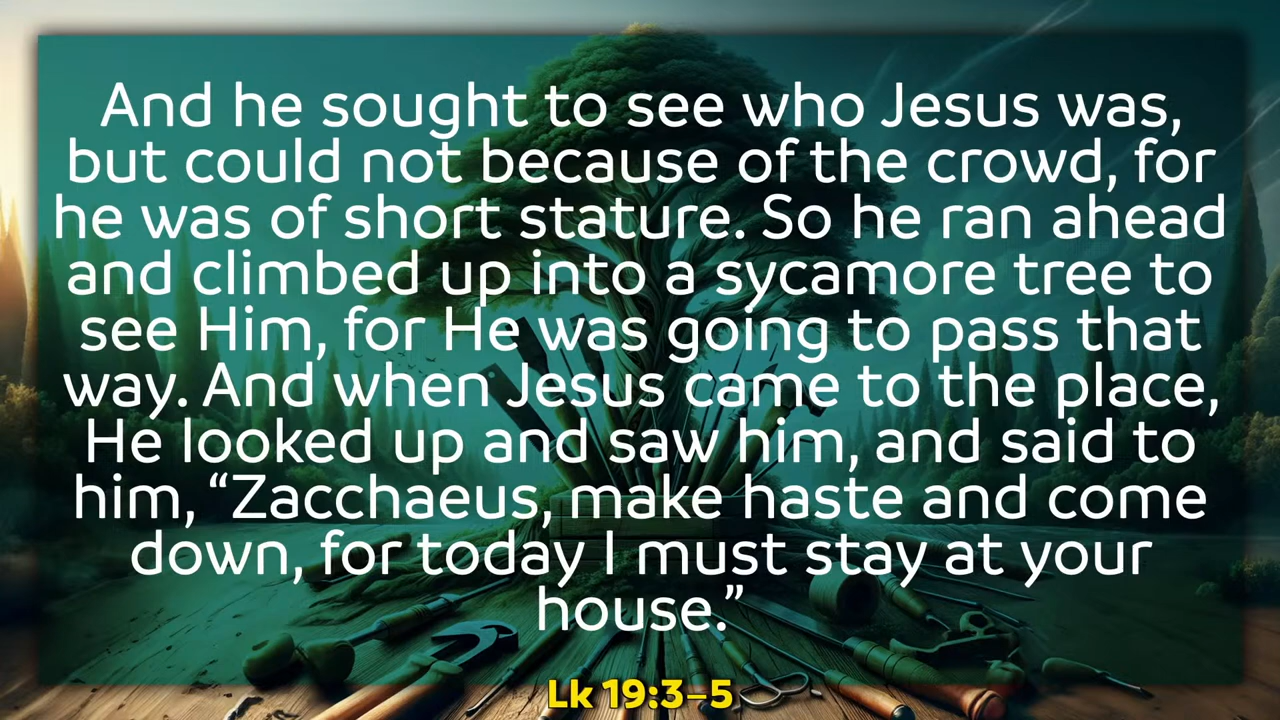 And he sought to see who Jesus was,
but could not because of the crowd, for
he was of short stature. So he ran ahead
and climbed up into a sycamore tree to
see Him, for He was going to pass that
way. And when Jesus came to the place,
He looked up and saw him, and said to
him, “Zacchaeus, make haste and come
down, for today I must stay at your
house.”
Lk 19:3–5